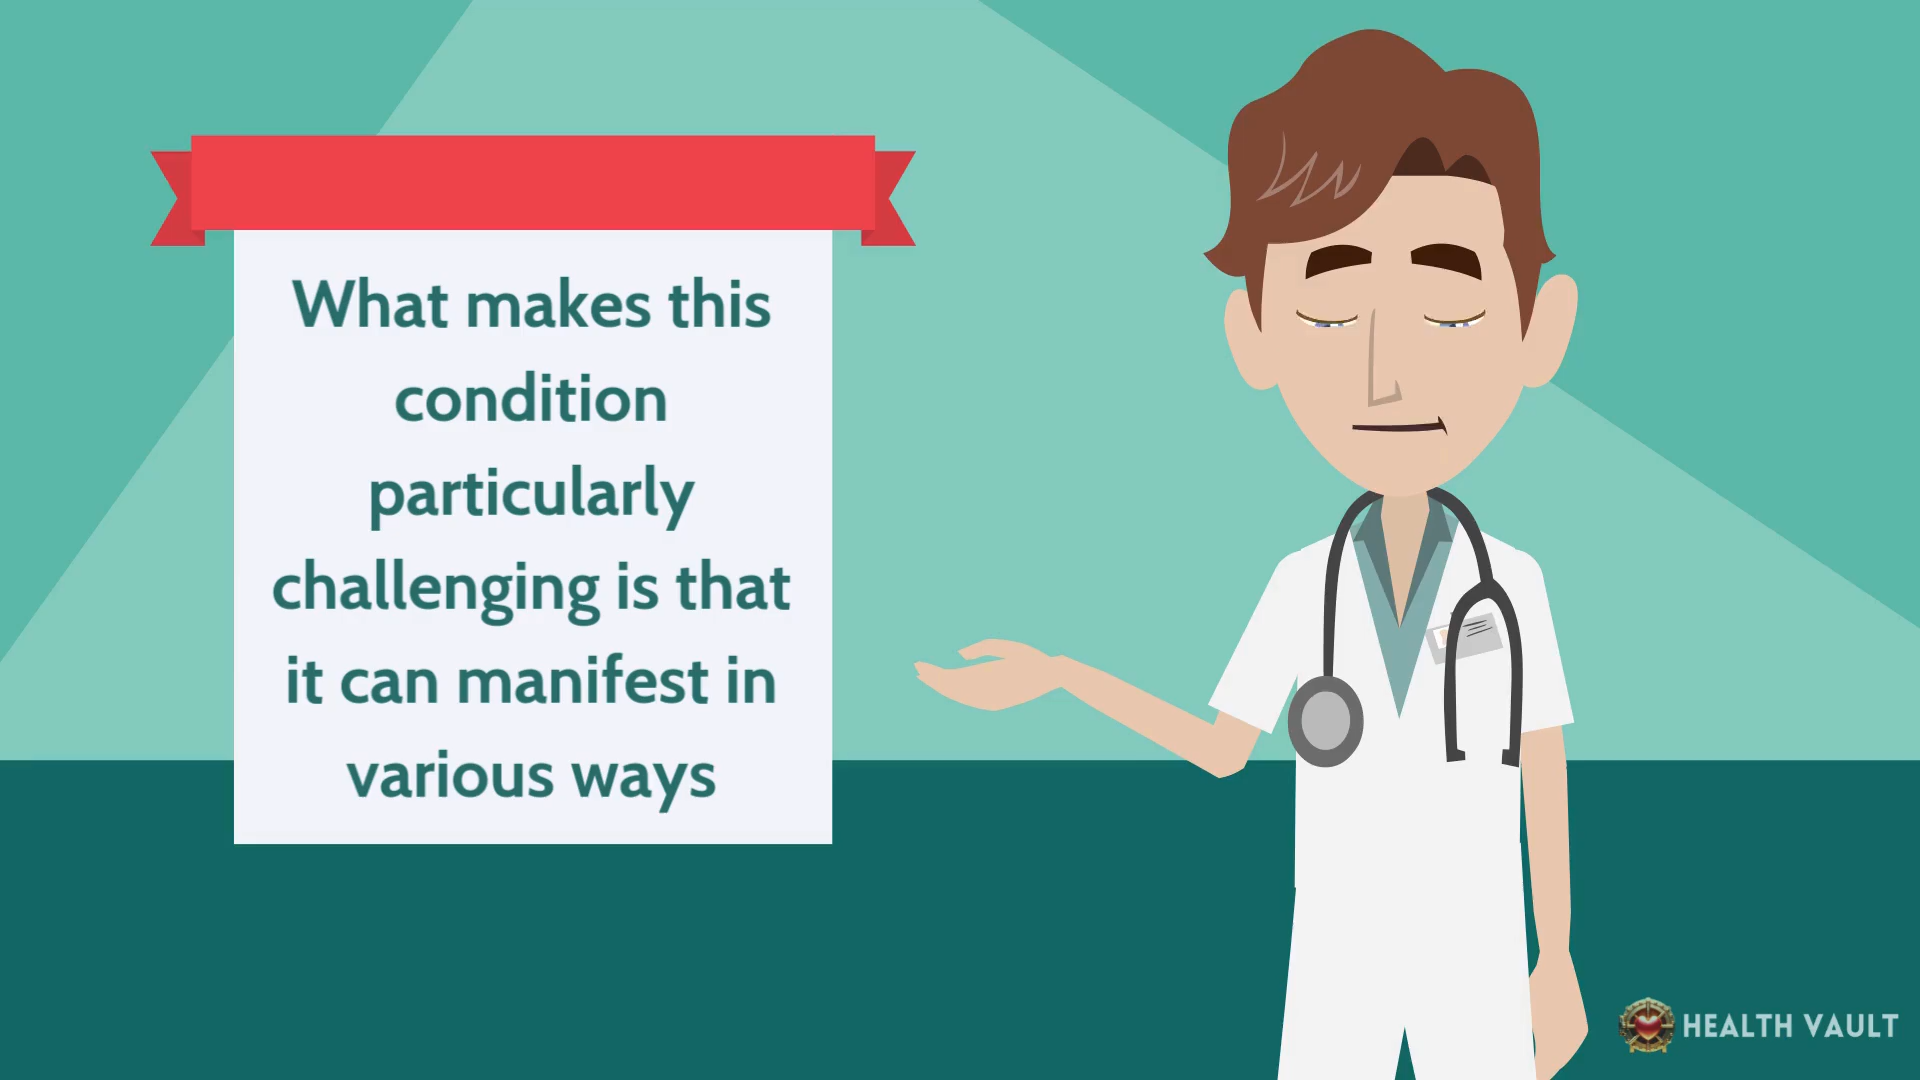 What makes this
condition
particularly
challenging is that
it can manifest in
various ways
HEALTH VAULT